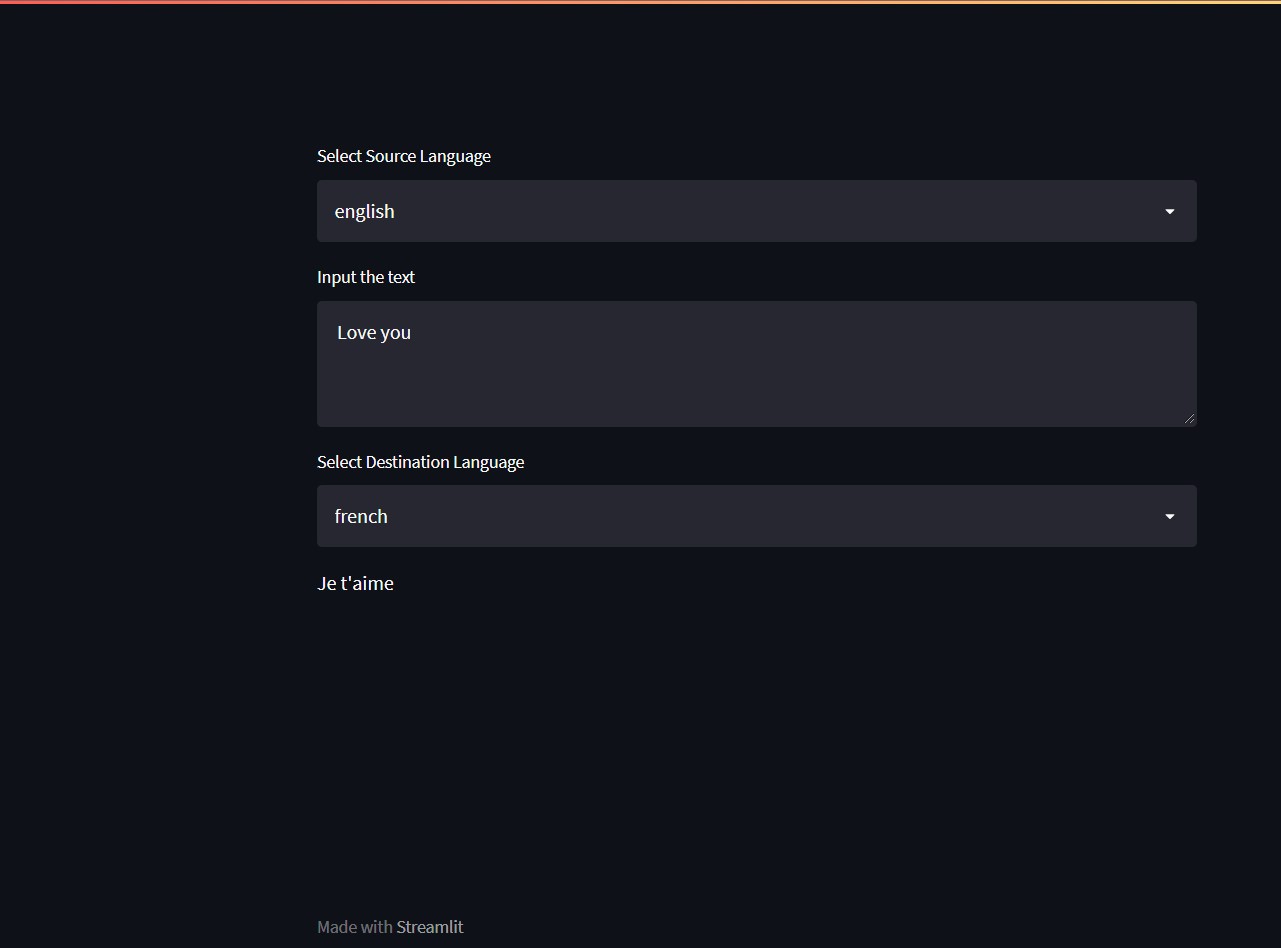 Select Source Language
english
Input the text
Love you
Select Destination Language
french
Je t'aime
Made with Streamlit